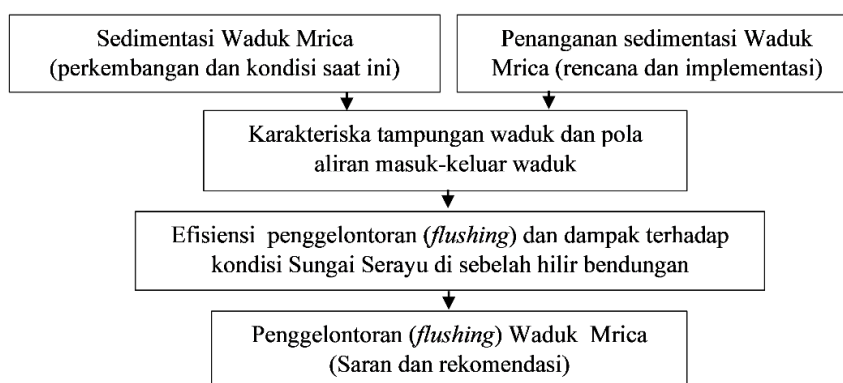 Sedimentasi Waduk Mrica
(perkembangan dan kondisi saat ini)
Penanganan sedimentasi Waduk
Mrica (rencana dan implementasi)
Karakteriska tampungan waduk dan pola
aliran masuk-keluar waduk
Efisiensi penggelontoran (flushing) dan dampak terhadap
kondisi Sungai Serayu di sebelah hilir bendungan
Penggelontoran (flushing) Waduk Mrica
(Saran dan rekomendasi)